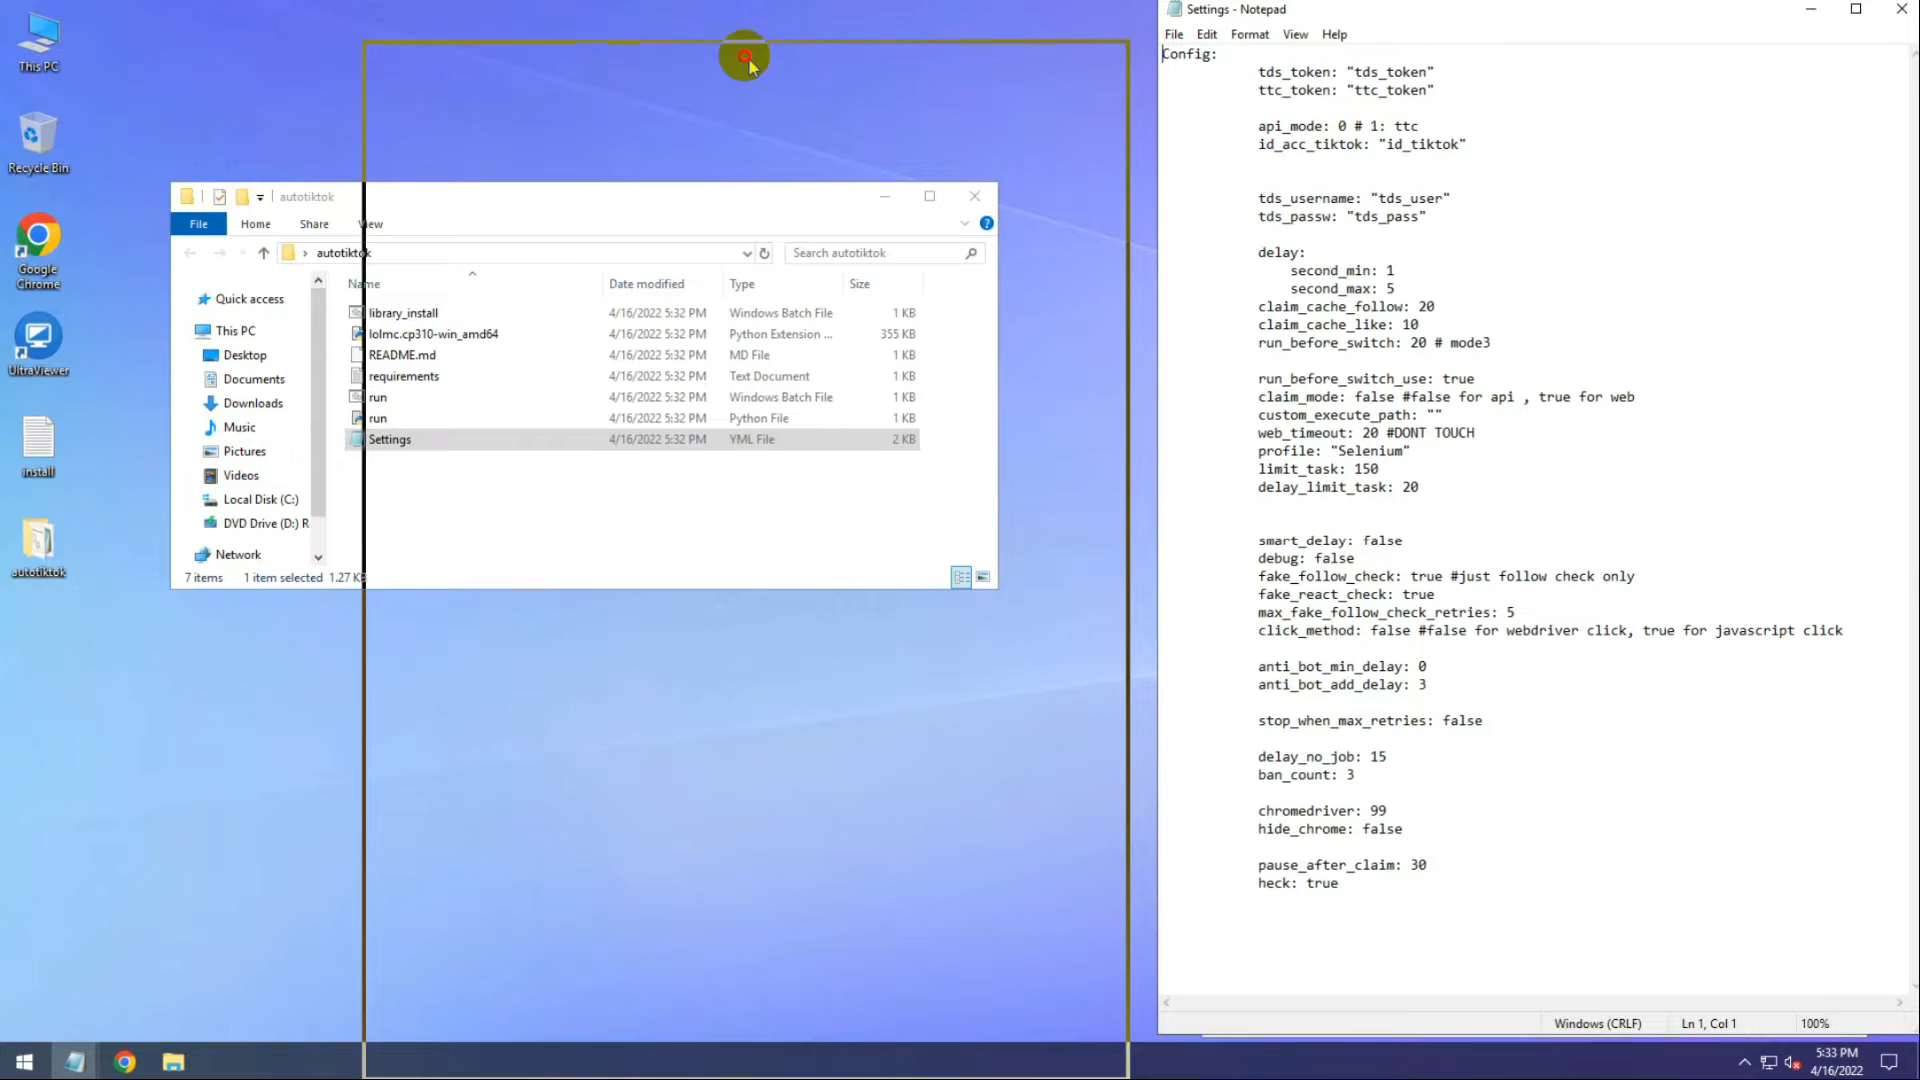 This PC
Recycle Bin
Google
Chrome
UltraViewer
install
autotiktok
autotiktok
File
Home
Share
View
autotiktok
Search autotiktok
Name
Date modified
Type
Size
Quick access
This PC
Desktop
Documents
Downloads
Music
Pictures
Videos
Local Disk (C:)
DVD Drive (D:) R
Network
library_install 4/16/2022 5:32 PM Windows Batch File 1 KB
lolmc.cp310-win_amd64 4/16/2022 5:32 PM Python Extension ... 355 KB
README.md 4/16/2022 5:32 PM MD File 1 KB
requirements 4/16/2022 5:32 PM Text Document 1 KB
run 4/16/2022 5:32 PM Windows Batch File 1 KB
run 4/16/2022 5:32 PM Python File 1 KB
Settings 4/16/2022 5:32 PM YML File 2 KB
7 items 1 item selected 1.27 KB
Settings - Notepad
File Edit Format View Help
Config:
tds_token: "tds_token"
ttc_token: "ttc_token"
api_mode: 0 # 1: ttc
id_acc_tiktok: "id_tiktok"
tds_username: "tds_user"
tds_passw: "tds_pass"
delay:
second_min: 1
second_max: 5
claim_cache_follow: 20
claim_cache_like: 10
run_before_switch: 20 # mode3
run_before_switch_use: true
claim_mode: false #false for api , true for web
custom_execute_path: ""
web_timeout: 20 #DONT TOUCH
profile: "Selenium"
limit_task: 150
delay_limit_task: 20
smart_delay: false
debug: false
fake_follow_check: true #just follow check only
fake_react_check: true
max_fake_follow_check_retries: 5
click_method: false #false for webdriver click, true for javascript click
anti_bot_min_delay: 0
anti_bot_add_delay: 3
stop_when_max_retries: false
delay_no_job: 15
ban_count: 3
chromedriver: 99
hide_chrome: false
pause_after_claim: 30
heck: true
Windows (CRLF) Ln 1, Col 1 100%
5:33 PM
4/16/2022